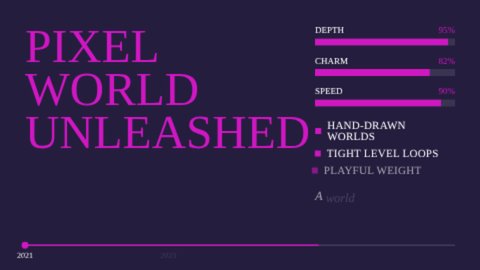 PIXEL
WORLD
UNLEASHED
DEPTH 95%
CHARM 82%
SPEED 90%
HAND-DRAWN
WORLDS
TIGHT LEVEL LOOPS
PLAYFUL WEIGHT
A world
2021